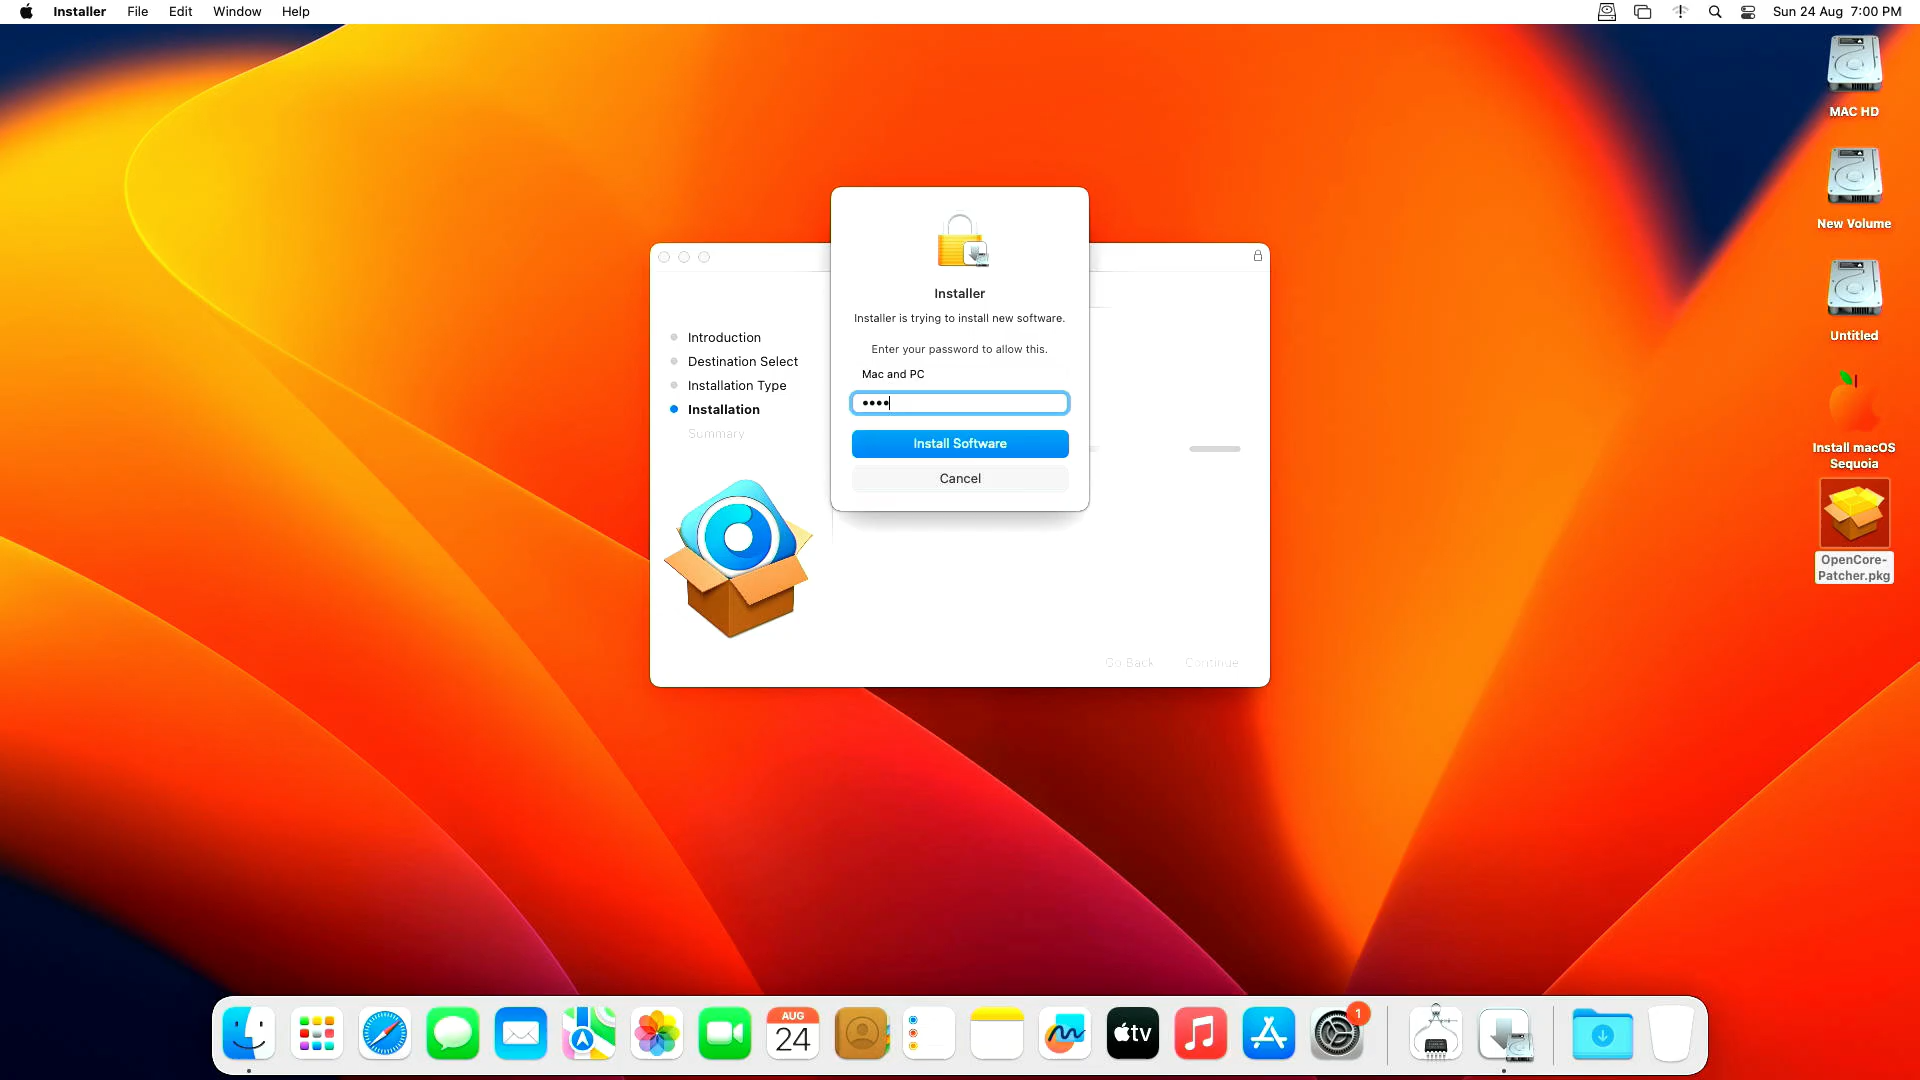 Installer File Edit Window Help
Sun 24 Aug 7:00 PM
MAC HD
New Volume
Untitled
Install macOS
Sequoia
OpenCore-
Patcher.pkg
Introduction
Destination Select
Installation Type
Installation
Summary
Installer
Installer is trying to install new software.
Enter your password to allow this.
Mac and PC
••••
Install Software
Cancel
Go Back Continue
AUG
24
tv
1